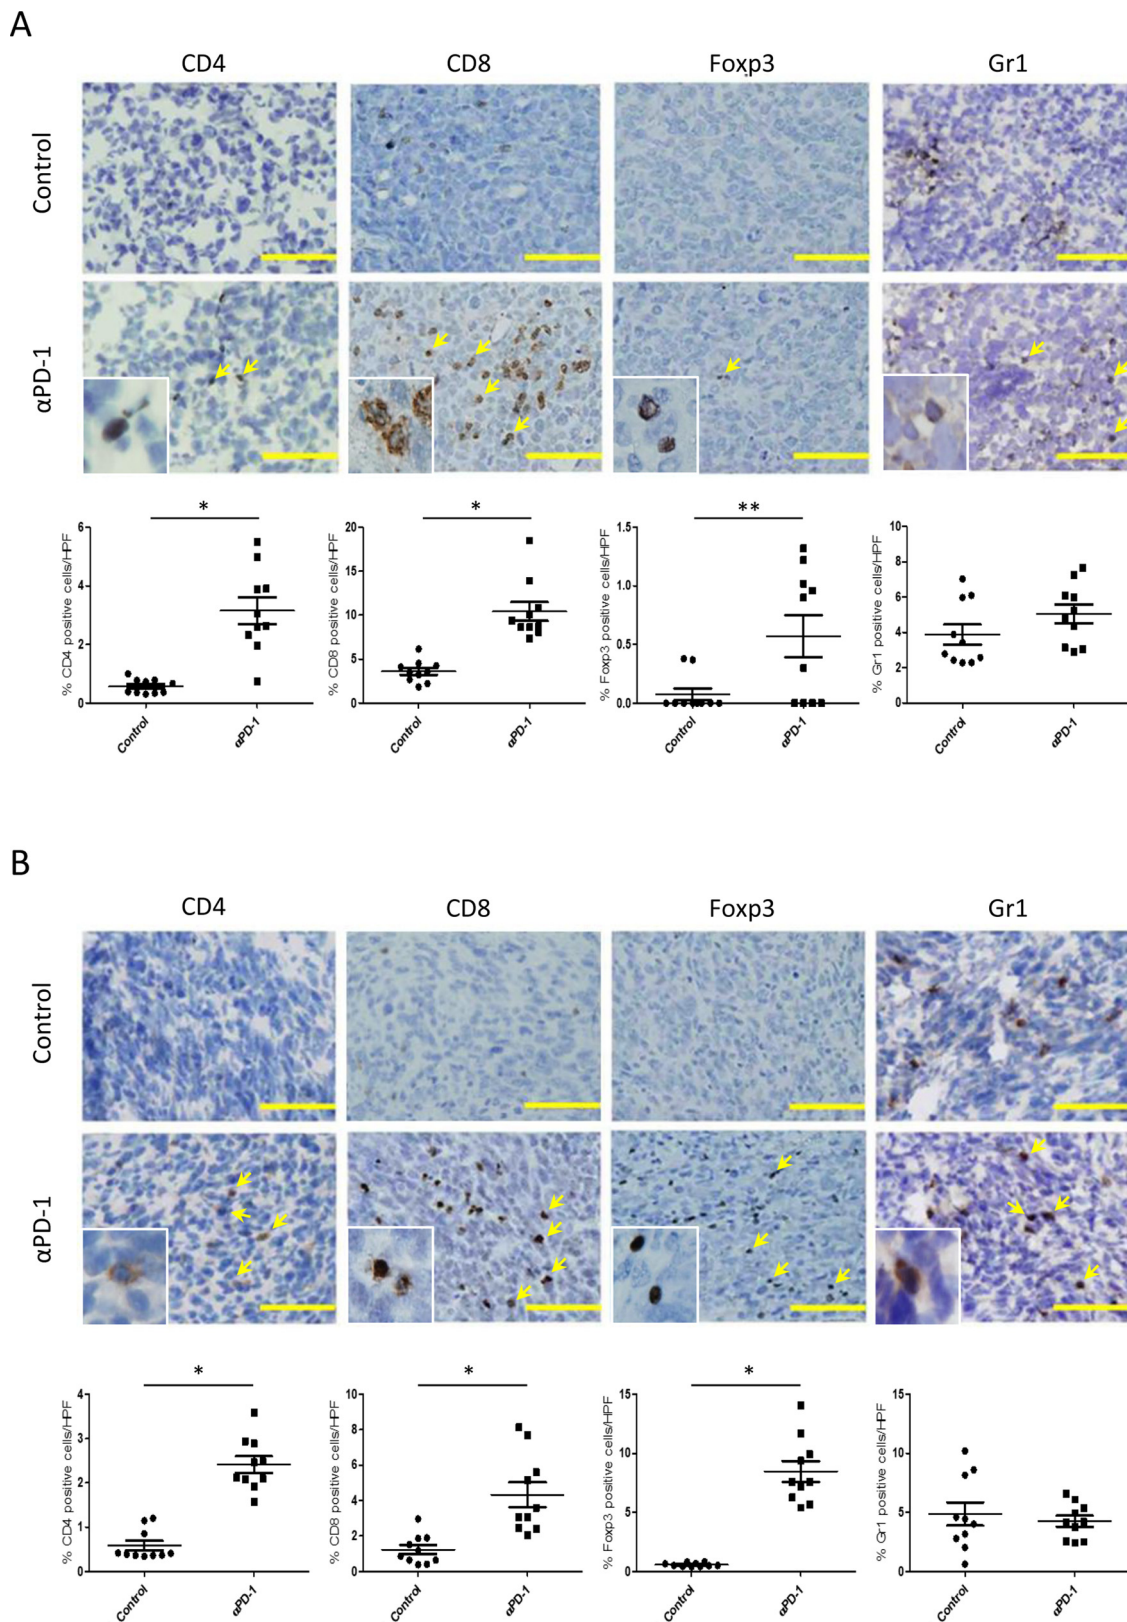 A
CD4 CD8 Foxp3 Gr1
Control
αPD-1
* * **
% CD4 positive cells/HPF
6
4
2
0
Control αPD-1
% CD8 positive cells/HPF
20
15
10
5
0
Control αPD-1
% Foxp3 positive cells/HPF
1.5
1.0
0.5
0.0
Control αPD-1
% Gr1 positive cells/HPF
10
8
6
4
2
0
Control αPD-1
B
CD4 CD8 Foxp3 Gr1
Control
αPD-1
* * *
% CD4 positive cells/HPF
4
3
2
1
0
Control αPD-1
% CD8 positive cells/HPF
8
6
4
2
0
10
Control αPD-1
% Foxp3 positive cells/HPF
15
10
5
0
Control αPD-1
% Gr1 positive cells/HPF
15
10
5
0
Control αPD-1